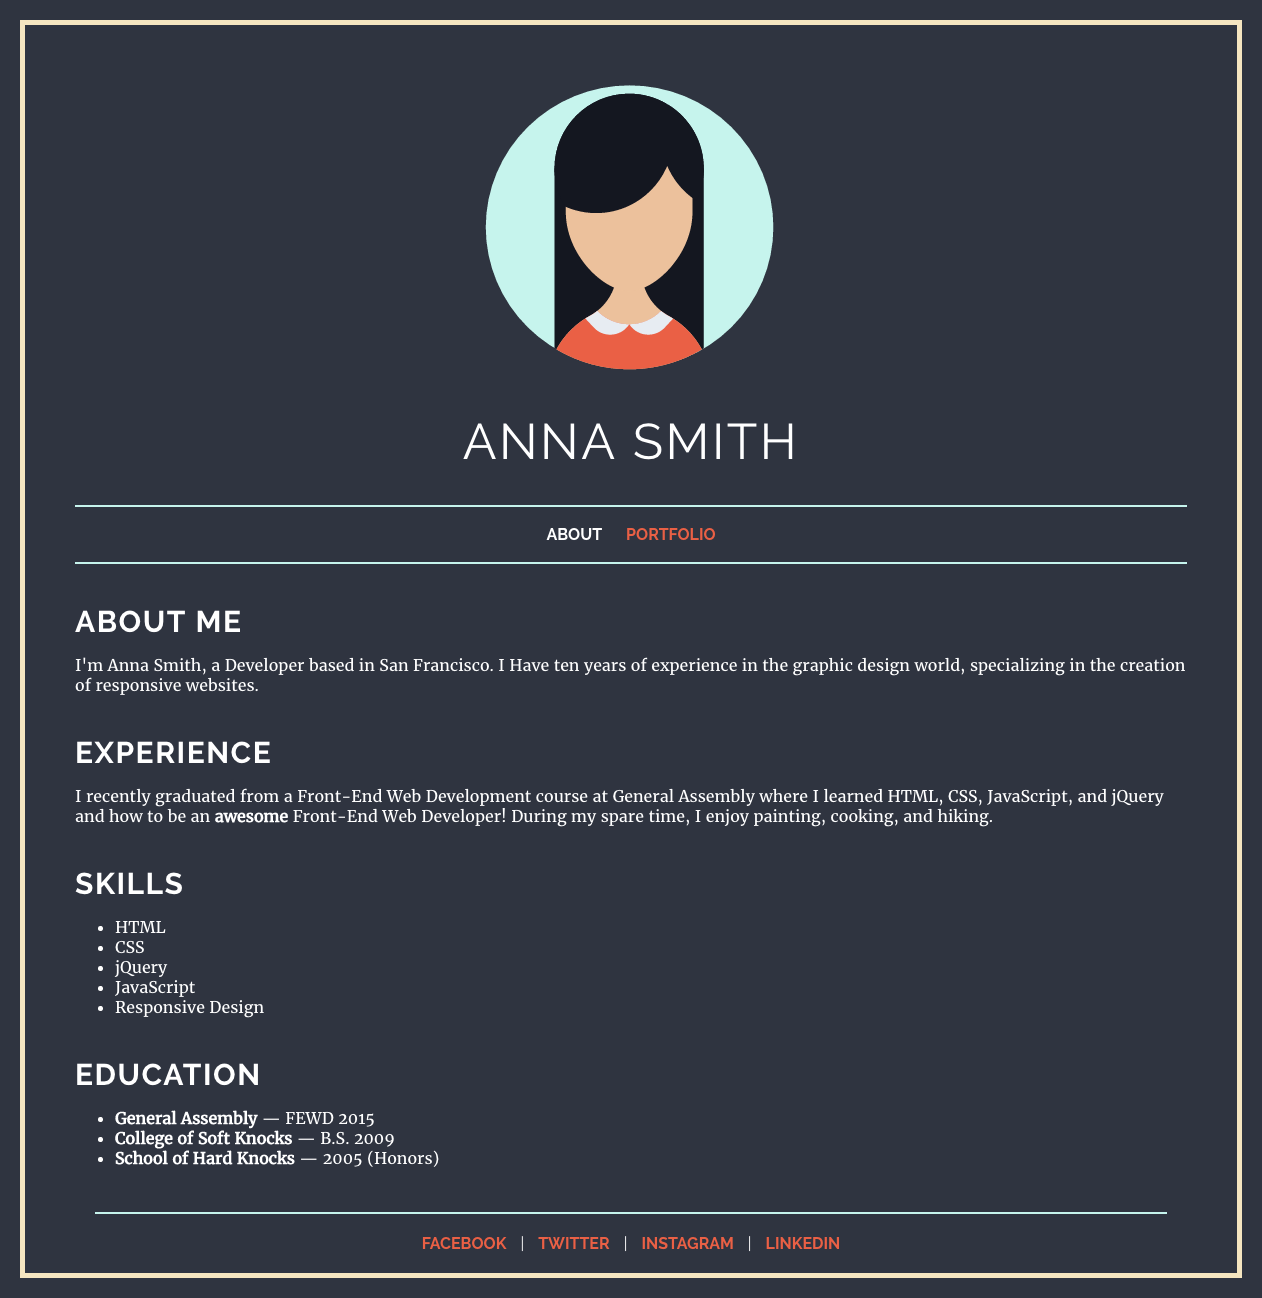 ANNA SMITH
ABOUT PORTFOLIO
ABOUT ME
I'm Anna Smith, a Developer based in San Francisco. I Have ten years of experience in the graphic design world, specializing in the creation
of responsive websites.
EXPERIENCE
I recently graduated from a Front-End Web Development course at General Assembly where I learned HTML, CSS, JavaScript, and jQuery
and how to be an awesome Front-End Web Developer! During my spare time, I enjoy painting, cooking, and hiking.
SKILLS
• HTML
• CSS
• jQuery
• JavaScript
• Responsive Design
EDUCATION
• General Assembly — FEWD 2015
• College of Soft Knocks — B.S. 2009
• School of Hard Knocks — 2005 (Honors)
FACEBOOK | TWITTER | INSTAGRAM | LINKEDIN